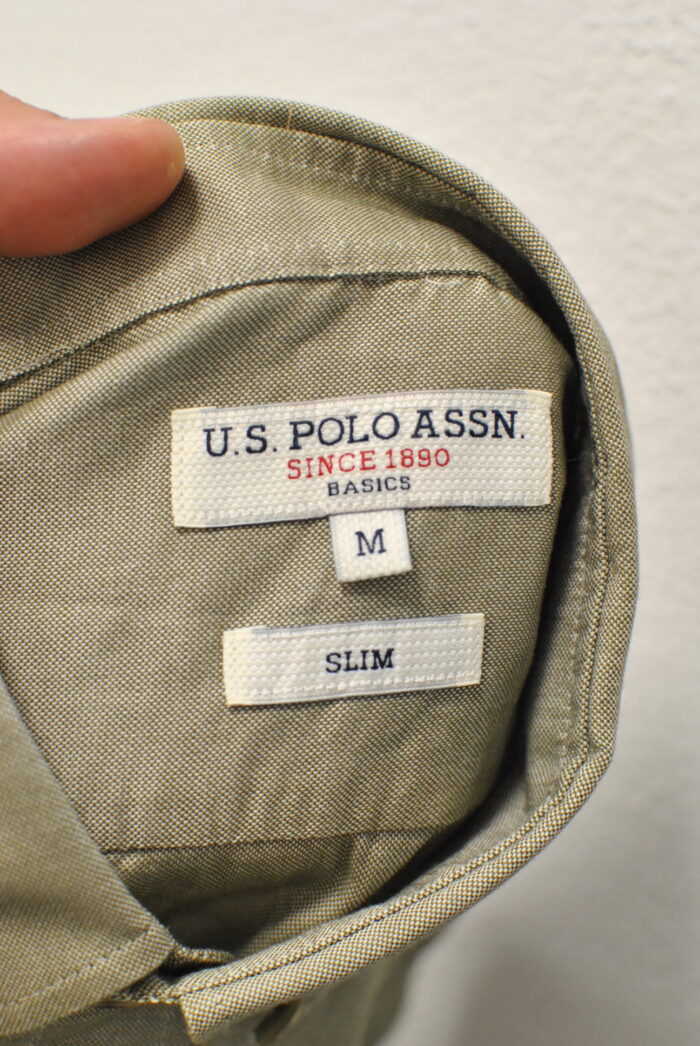 U.S. POLO ASSN.
SINCE 1890
BASICS
M
SLIM